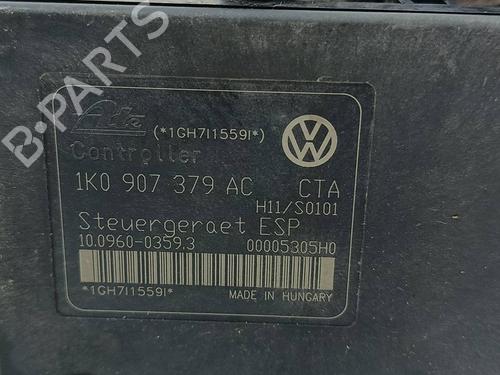 Ate (*1GH7I1559I*)
Controller
1K0 907 379 AC CTA
H11/S0101
Steuergeraet ESP
10.0960-0359.3 00005305H0
*1GH7I1559I* MADE IN HUNGARY
B-PARTS